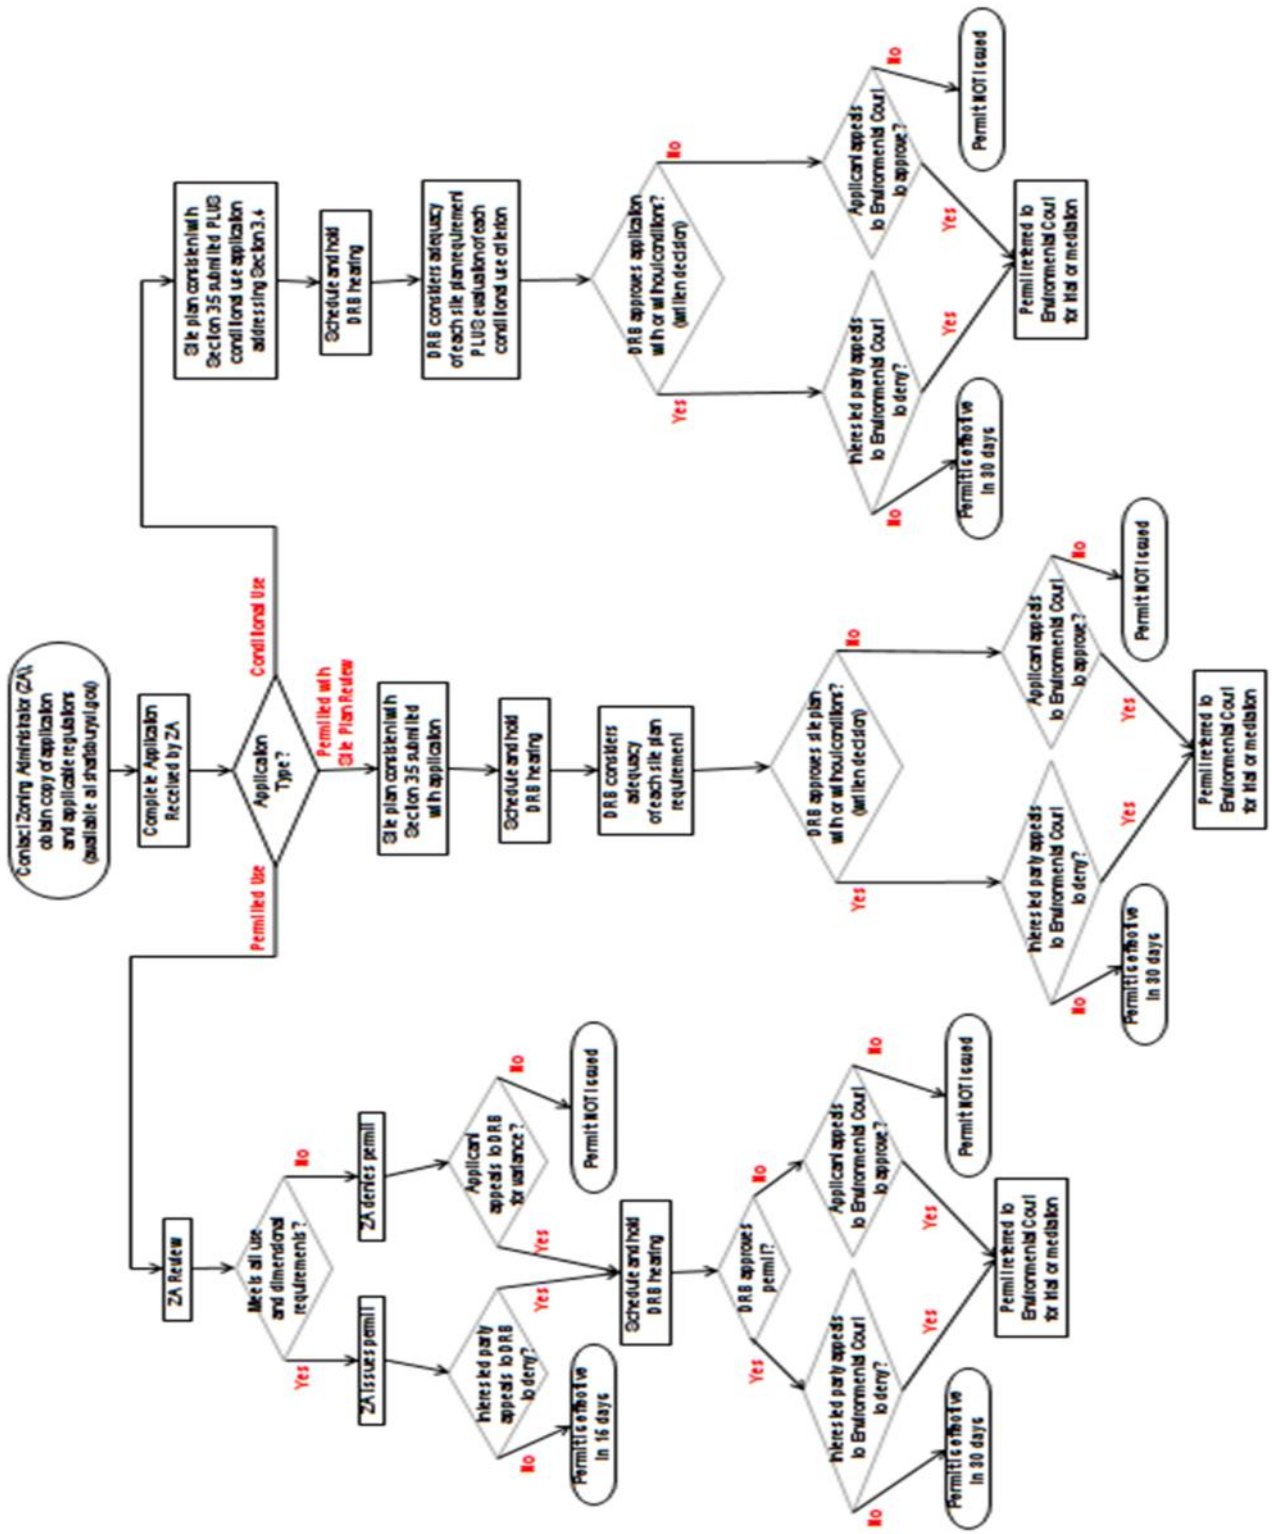 Contact Zoning Administrator (ZA),
obtain copy of application
and applicable regulations
(available at shaftsburyvt.gov)
Complete Application
Received by ZA
Application
Type?
Permitted Use
Permitted with
Site Plan Review
Conditional Use
ZA Review
Meets all use
and dimensional
requirements?
Yes
No
ZA issues permit
ZA denies permit
Interested party
appeals to DRB
to deny?
Applicant
appeals to DRB
for variance?
No
Yes
Yes
No
Permit is effective
in 16 days
Permit NOT issued
Schedule and hold
DRB hearing
DRB approves
permit?
Yes
No
Interested party appeals
to Environmental Court
to deny?
Applicant appeals
to Environmental Court
to approve?
No
Yes
Yes
No
Permit is effective
in 30 days
Permit NOT issued
Permit referred to
Environmental Court
for trial or mediation
Site plan consistent with
Section 3.5 submitted
with application
Schedule and hold
DRB hearing
DRB considers
adequacy
of each site plan
requirement
DRB approves site plan
with or without conditions?
(written decision)
Yes
No
Interested party appeals
to Environmental Court
to deny?
Applicant appeals
to Environmental Court
to approve?
No
Yes
Yes
No
Permit is effective
in 30 days
Permit NOT issued
Permit referred to
Environmental Court
for trial or mediation
Site plan consistent with
Section 3.5 submitted PLUS
conditional use application
addressing Section 3.4
Schedule and hold
DRB hearing
DRB considers adequacy
of each site plan requirement
PLUS evaluation of each
conditional use criterion
DRB approves application
with or without conditions?
(written decision)
Yes
No
Interested party appeals
to Environmental Court
to deny?
Applicant appeals
to Environmental Court
to approve?
No
Yes
Yes
No
Permit is effective
in 30 days
Permit NOT issued
Permit referred to
Environmental Court
for trial or mediation